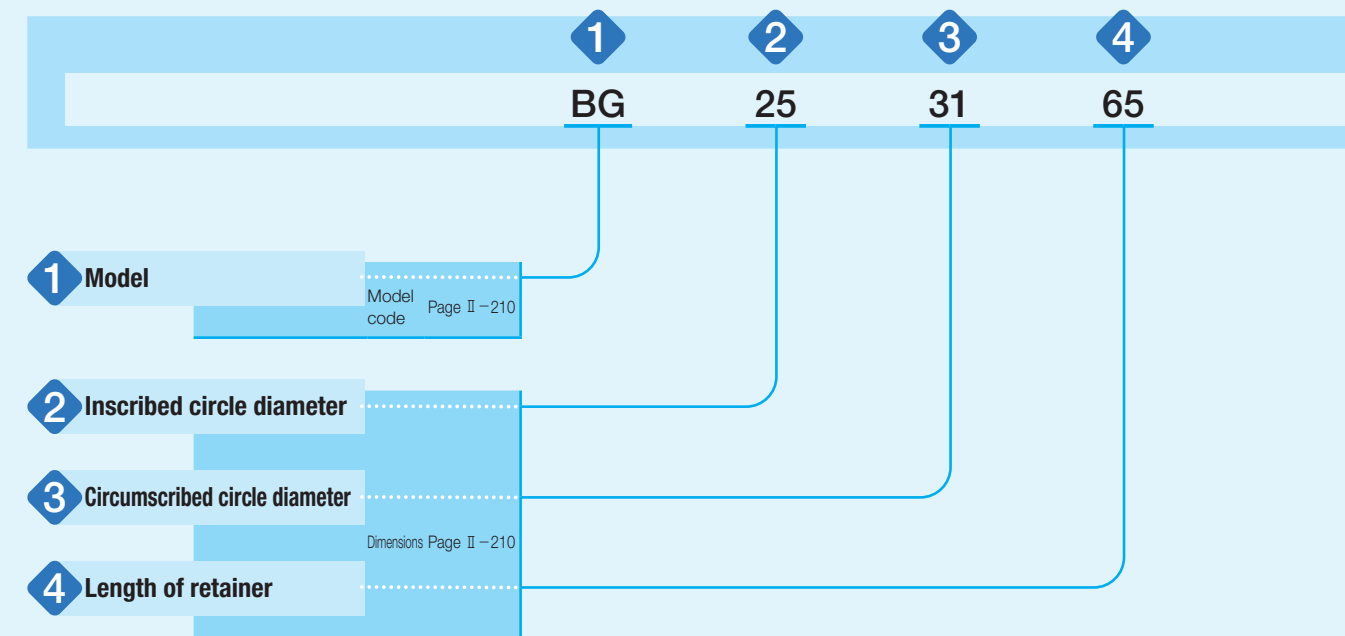 1 2 3 4
BG 25 31 65
1 Model
Model code Page Ⅱ−210
2 Inscribed circle diameter
3 Circumscribed circle diameter
Dimensions Page Ⅱ−210
4 Length of retainer